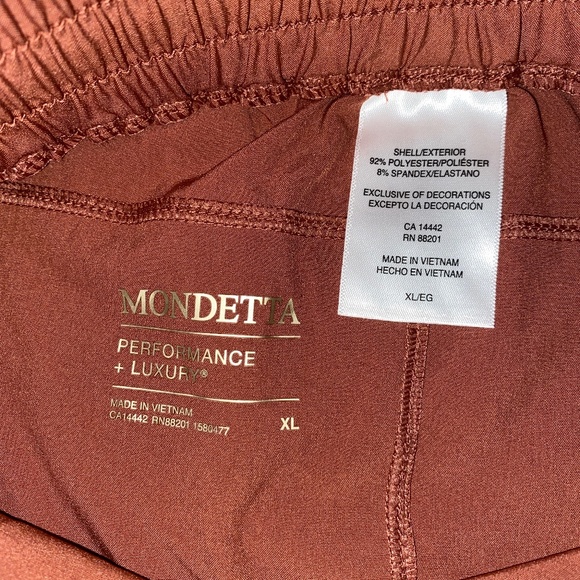 SHELL/EXTERIOR
92% POLYESTER/POLIÉSTER
8% SPANDEX/ELASTANO
EXCLUSIVE OF DECORATIONS
EXCEPTO LA DECORACIÓN
CA 14442
RN 88201
MADE IN VIETNAM
HECHO EN VIETNAM
XL/EG
MONDETTA
PERFORMANCE
+ LUXURY®
MADE IN VIETNAM
CA14442 RN88201 1580477
XL